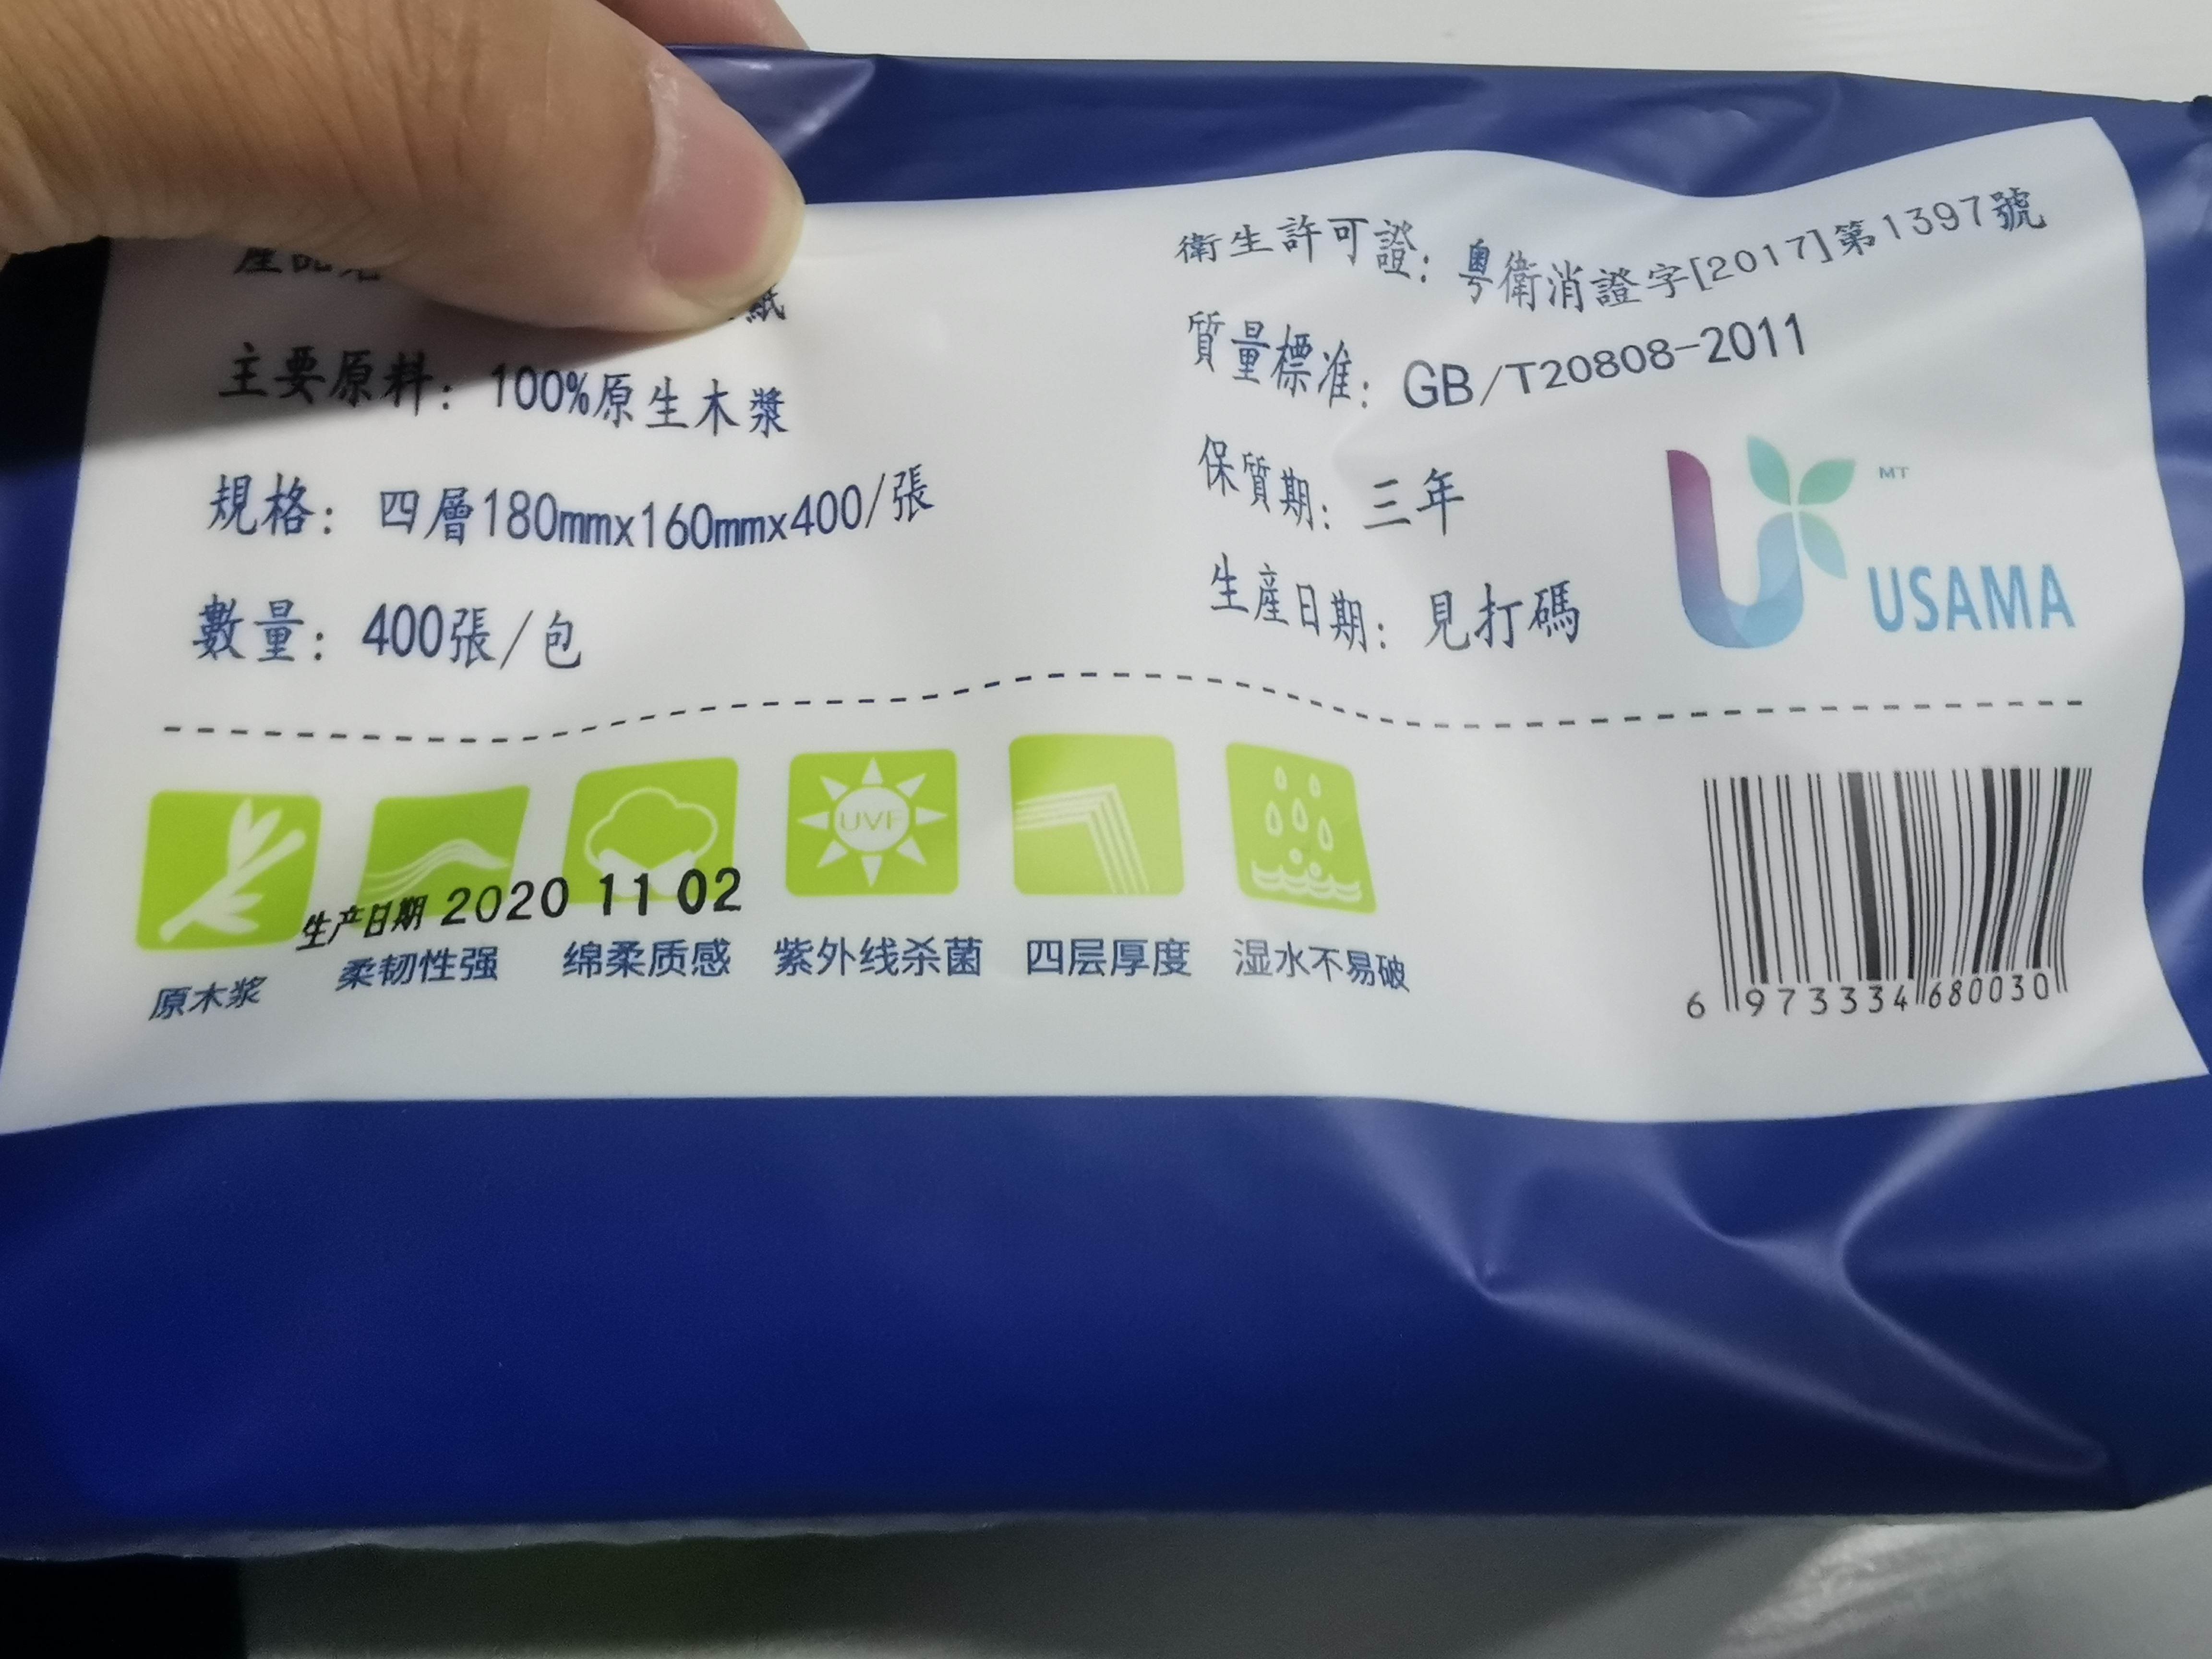 紙
主要原料：100%原生木漿
規格：四層180mmx160mmx400/張
數量：400張/包
衛生許可證：粵衛消證字[2017]第1397號
質量標准：GB/T20808-2011
保質期：三年
生産日期：見打碼
MT
USAMA
UVF
生产日期 2020 11 02
原木浆
柔韧性强
绵柔质感
紫外线杀菌
四层厚度
湿水不易破
6 973334 680030